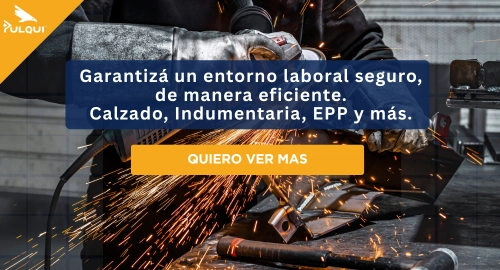 PULQUI
Garantizá un entorno laboral seguro,
de manera eficiente.
Calzado, Indumentaria, EPP y más.
QUIERO VER MAS